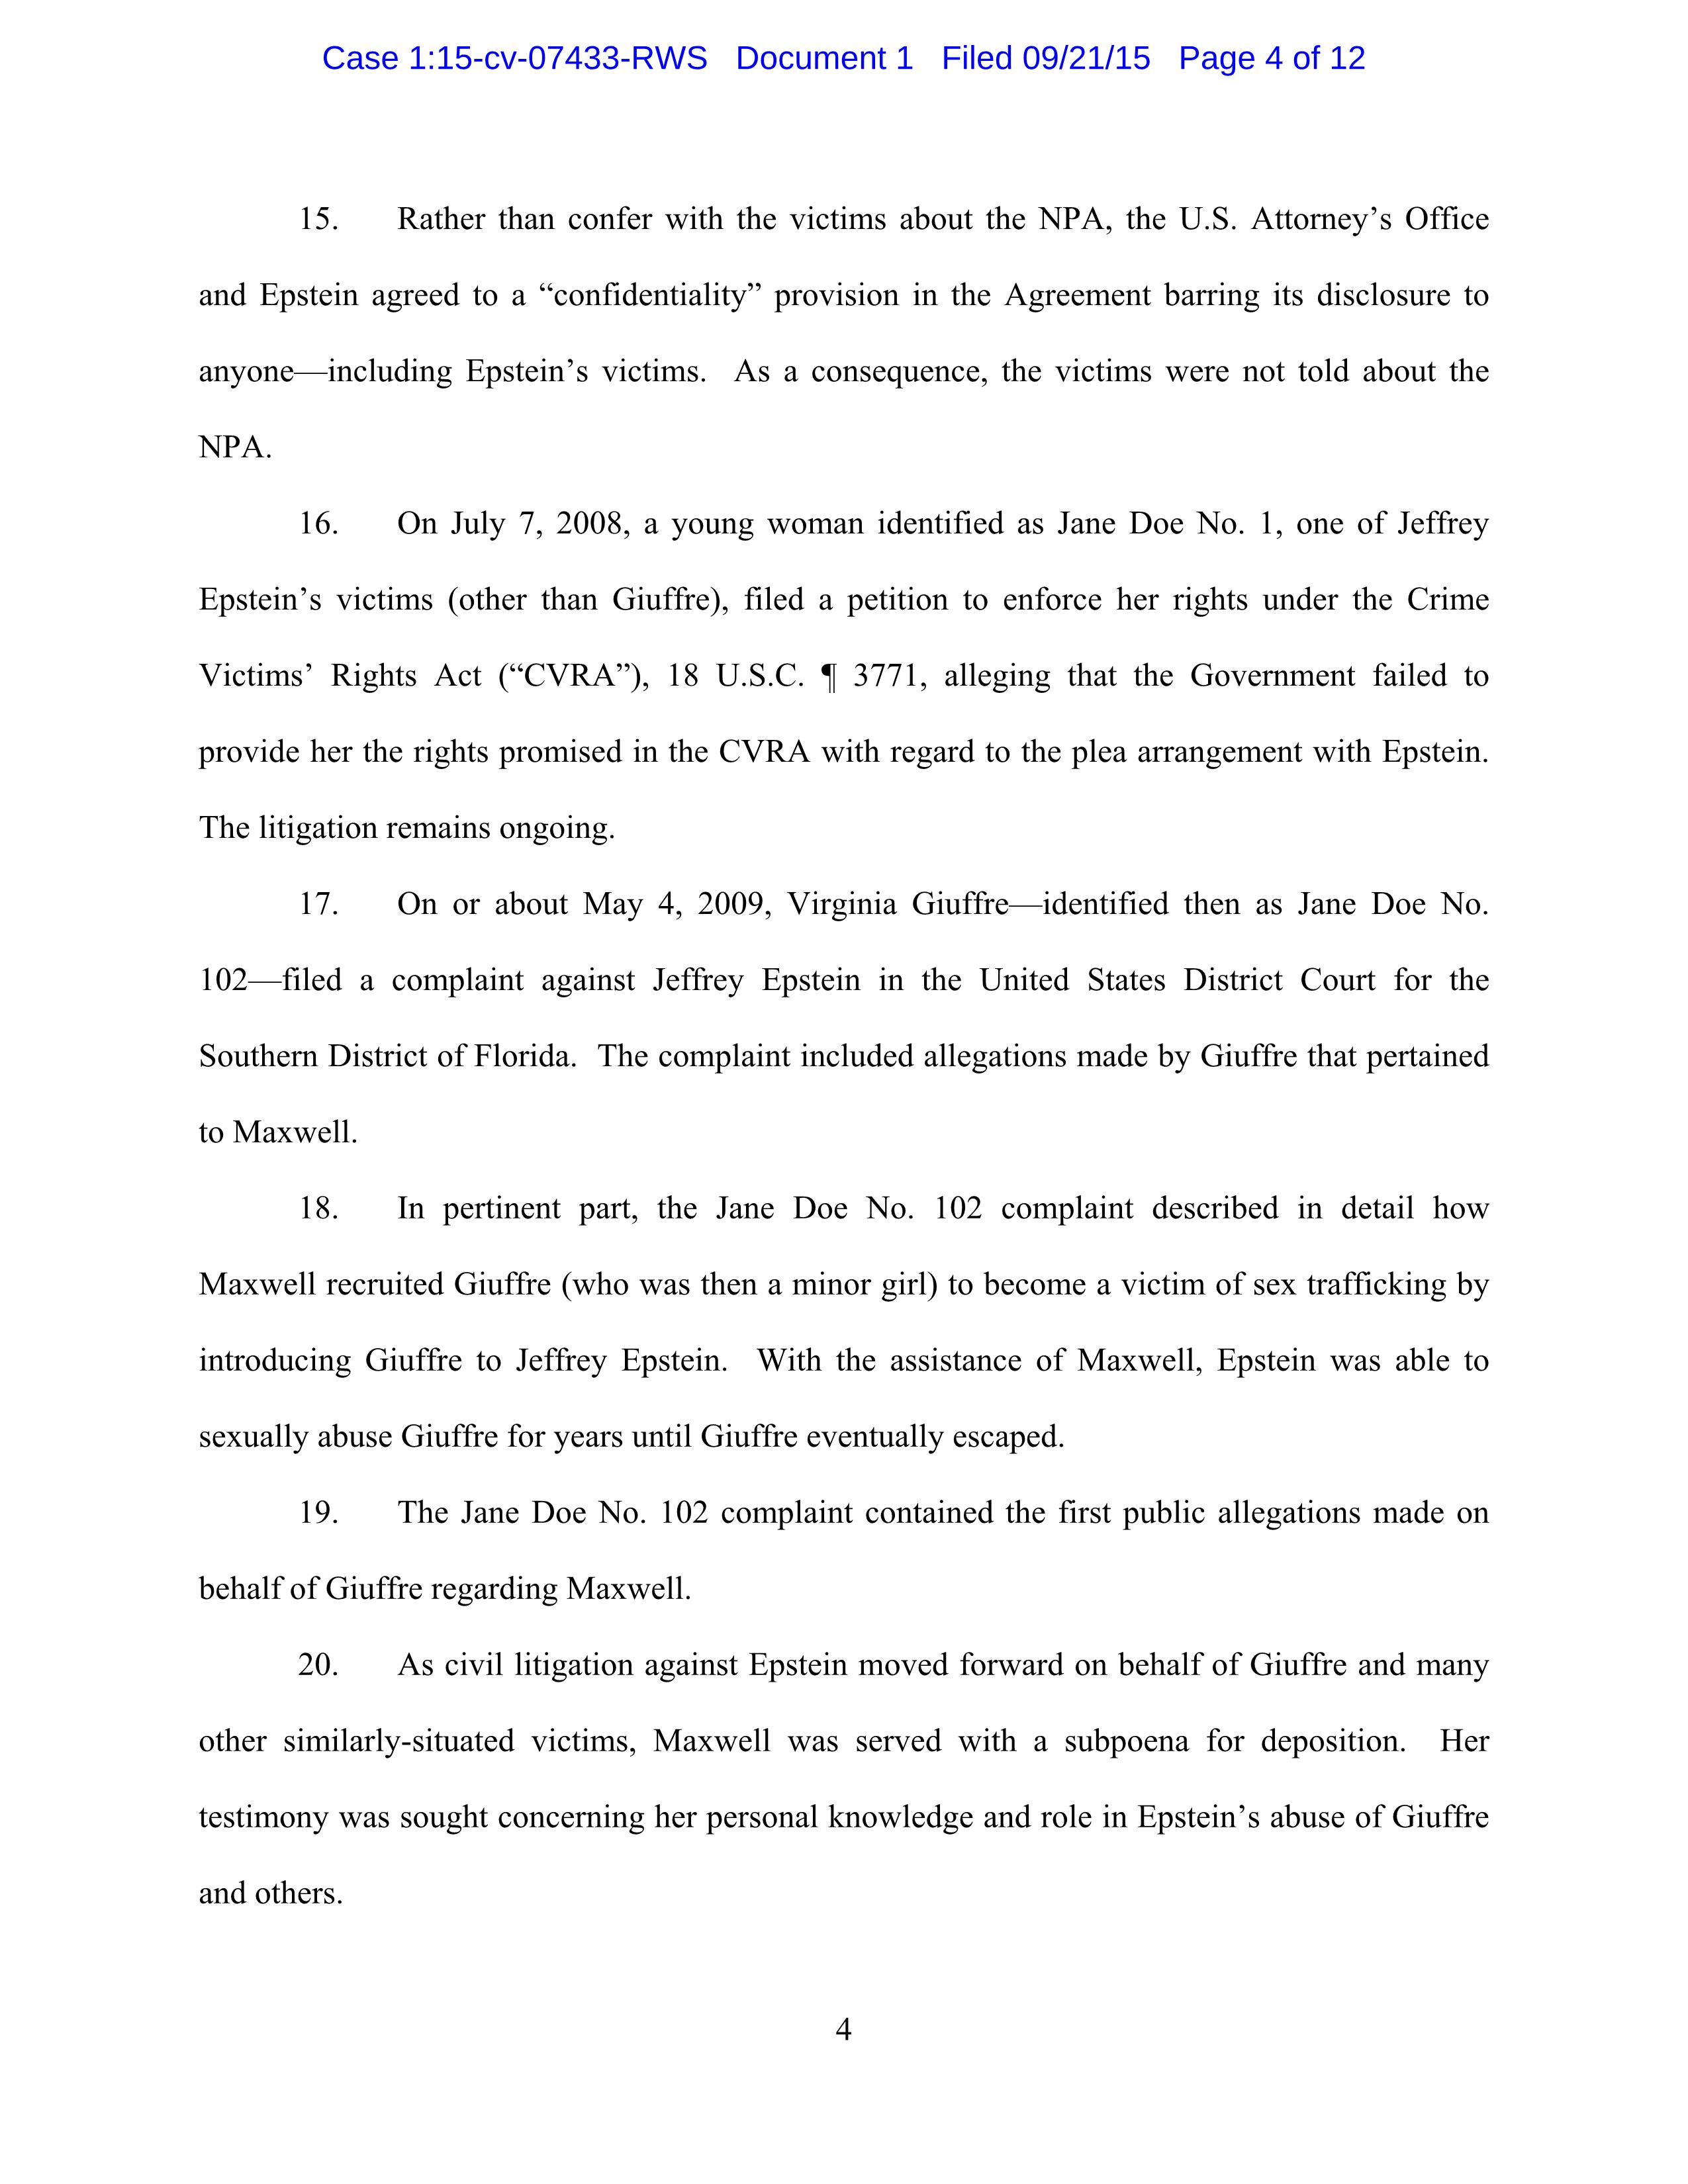 Case 1:15-cv-07433-RWS Document 1 Filed 09/21/15 Page 4 of 12
15. Rather than confer with the victims about the NPA, the U.S. Attorney’s Office
and Epstein agreed to a “confidentiality” provision in the Agreement barring its disclosure to
anyone—including Epstein’s victims. As a consequence, the victims were not told about the
NPA.
16. On July 7, 2008, a young woman identified as Jane Doe No. 1, one of Jeffrey
Epstein’s victims (other than Giuffre), filed a petition to enforce her rights under the Crime
Victims’ Rights Act (“CVRA”), 18 U.S.C. ¶ 3771, alleging that the Government failed to
provide her the rights promised in the CVRA with regard to the plea arrangement with Epstein.
The litigation remains ongoing.
17. On or about May 4, 2009, Virginia Giuffre—identified then as Jane Doe No.
102—filed a complaint against Jeffrey Epstein in the United States District Court for the
Southern District of Florida. The complaint included allegations made by Giuffre that pertained
to Maxwell.
18. In pertinent part, the Jane Doe No. 102 complaint described in detail how
Maxwell recruited Giuffre (who was then a minor girl) to become a victim of sex trafficking by
introducing Giuffre to Jeffrey Epstein. With the assistance of Maxwell, Epstein was able to
sexually abuse Giuffre for years until Giuffre eventually escaped.
19. The Jane Doe No. 102 complaint contained the first public allegations made on
behalf of Giuffre regarding Maxwell.
20. As civil litigation against Epstein moved forward on behalf of Giuffre and many
other similarly-situated victims, Maxwell was served with a subpoena for deposition. Her
testimony was sought concerning her personal knowledge and role in Epstein’s abuse of Giuffre
and others.
4